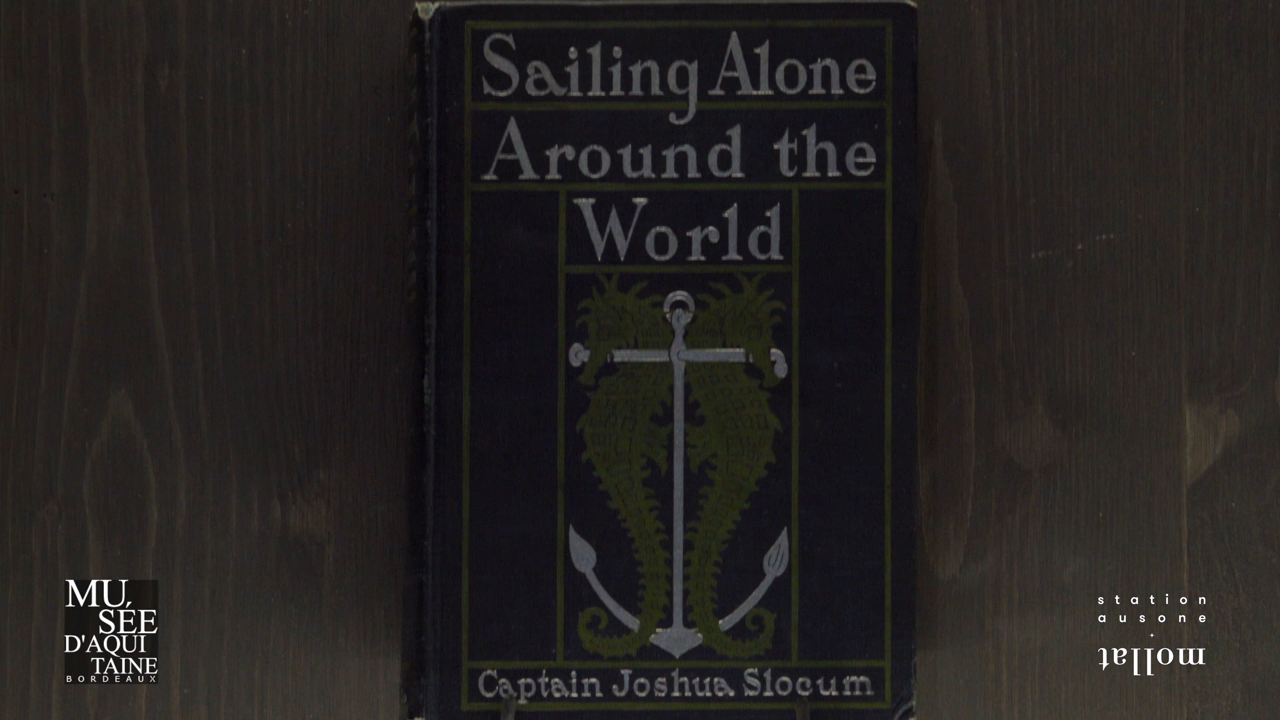 Sailing Alone
Around the
World
Captain Joshua Slocum
MU
SÉE
D'AQUI
TAINE
BORDEAUX
station
ausone
mollat